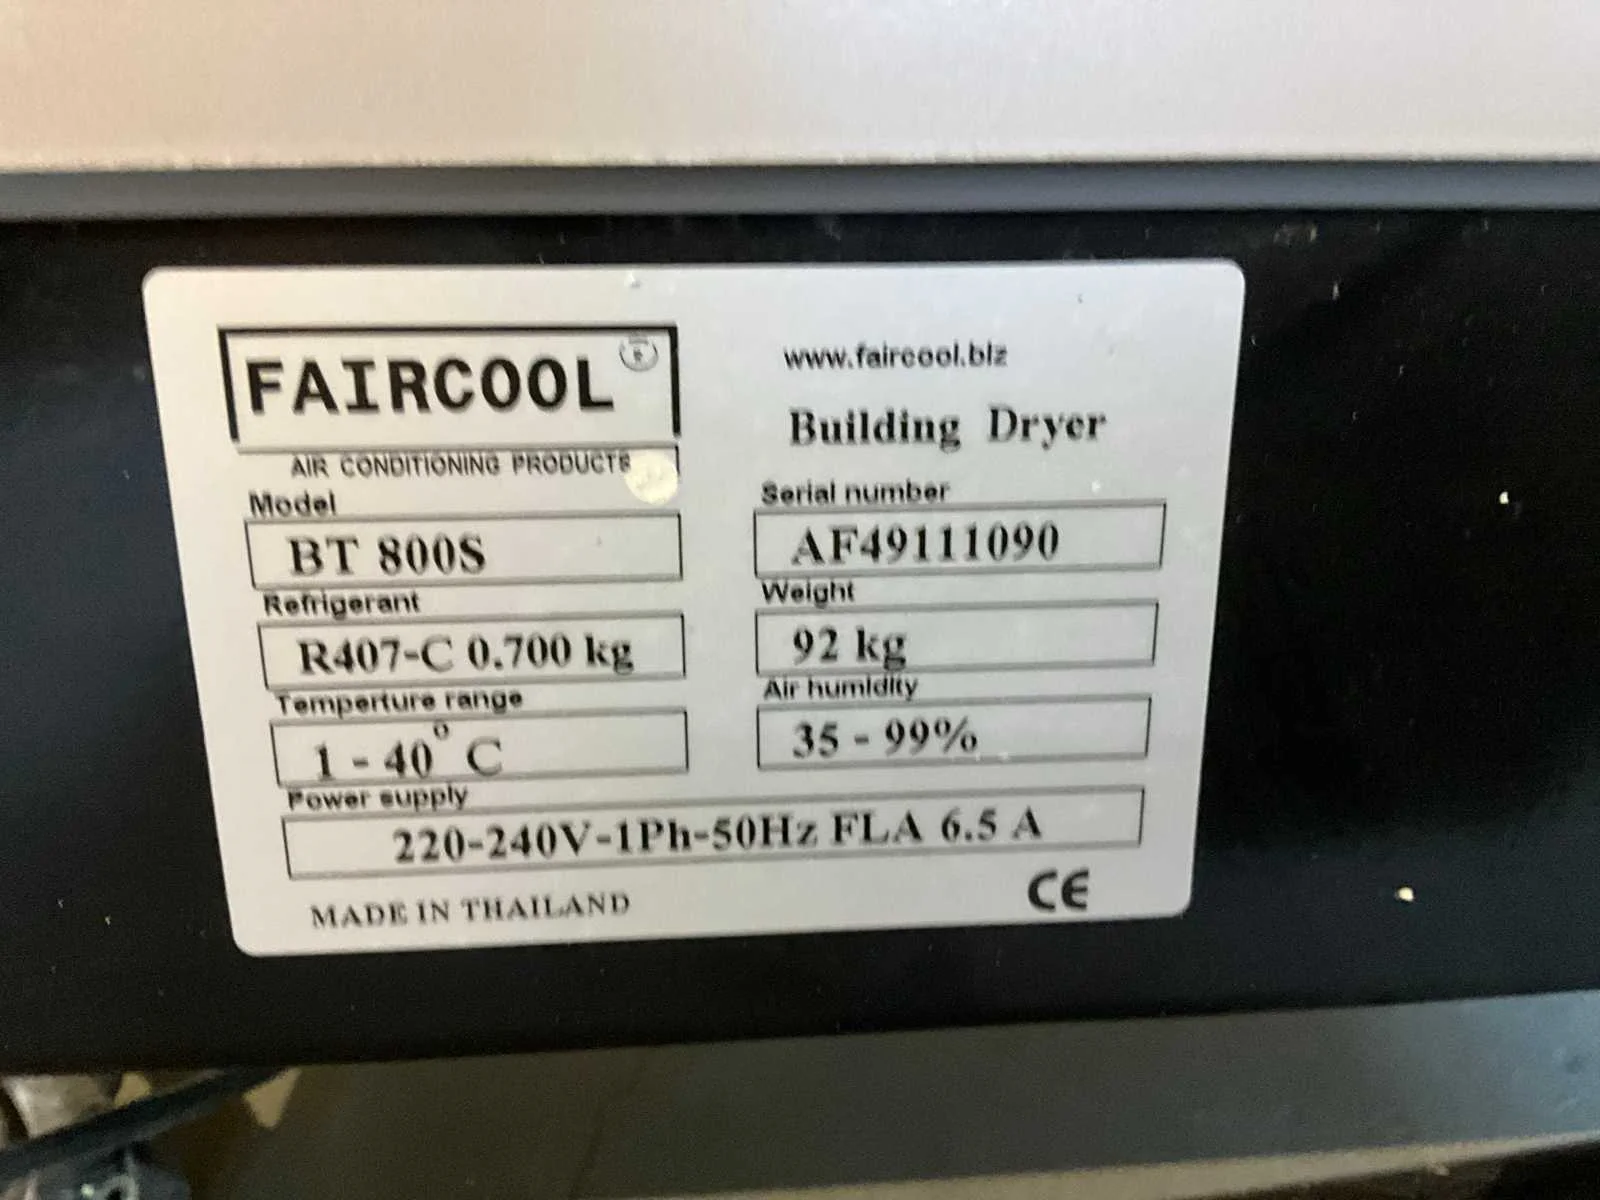 FAIRCOOL
AIR CONDITIONING PRODUCTS
www.faircool.biz
Building Dryer
Model
BT 800S
Serial number
AF49111090
Refrigerant
R407-C 0.700 kg
Weight
92 kg
Temperture range
1 - 40° C
Air humidity
35 - 99%
Power supply
220-240V-1Ph-50Hz FLA 6.5 A
MADE IN THAILAND
CE